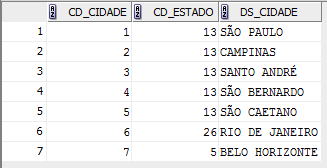 CD_CIDADE CD_ESTADO DS_CIDADE
1 1 13 SÃO PAULO
2 2 13 CAMPINAS
3 3 13 SANTO ANDRÉ
4 4 13 SÃO BERNARDO
5 5 13 SÃO CAETANO
6 6 26 RIO DE JANEIRO
7 7 5 BELO HORIZONTE